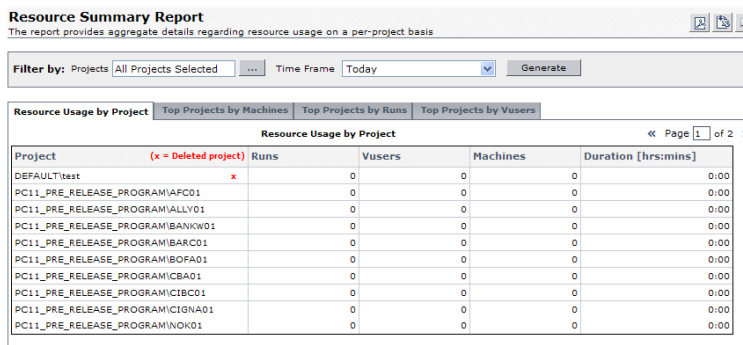 Resource Summary Report
The report provides aggregate details regarding resource usage on a per-project basis
Filter by: Projects All Projects Selected ... Time Frame Today Generate
Resource Usage by Project Top Projects by Machines Top Projects by Runs Top Projects by Vusers
Resource Usage by Project « Page 1 of 2
Project (x = Deleted project) Runs Vusers Machines Duration [hrs:mins]
DEFAULT\test x 0 0 0 0:00
PC11_PRE_RELEASE_PROGRAM\AFC01 0 0 0 0:00
PC11_PRE_RELEASE_PROGRAM\ALLY01 0 0 0 0:00
PC11_PRE_RELEASE_PROGRAM\BANKW01 0 0 0 0:00
PC11_PRE_RELEASE_PROGRAM\BARC01 0 0 0 0:00
PC11_PRE_RELEASE_PROGRAM\BOFA01 0 0 0 0:00
PC11_PRE_RELEASE_PROGRAM\CBA01 0 0 0 0:00
PC11_PRE_RELEASE_PROGRAM\CIBC01 0 0 0 0:00
PC11_PRE_RELEASE_PROGRAM\CIGNA01 0 0 0 0:00
PC11_PRE_RELEASE_PROGRAM\NOK01 0 0 0 0:00